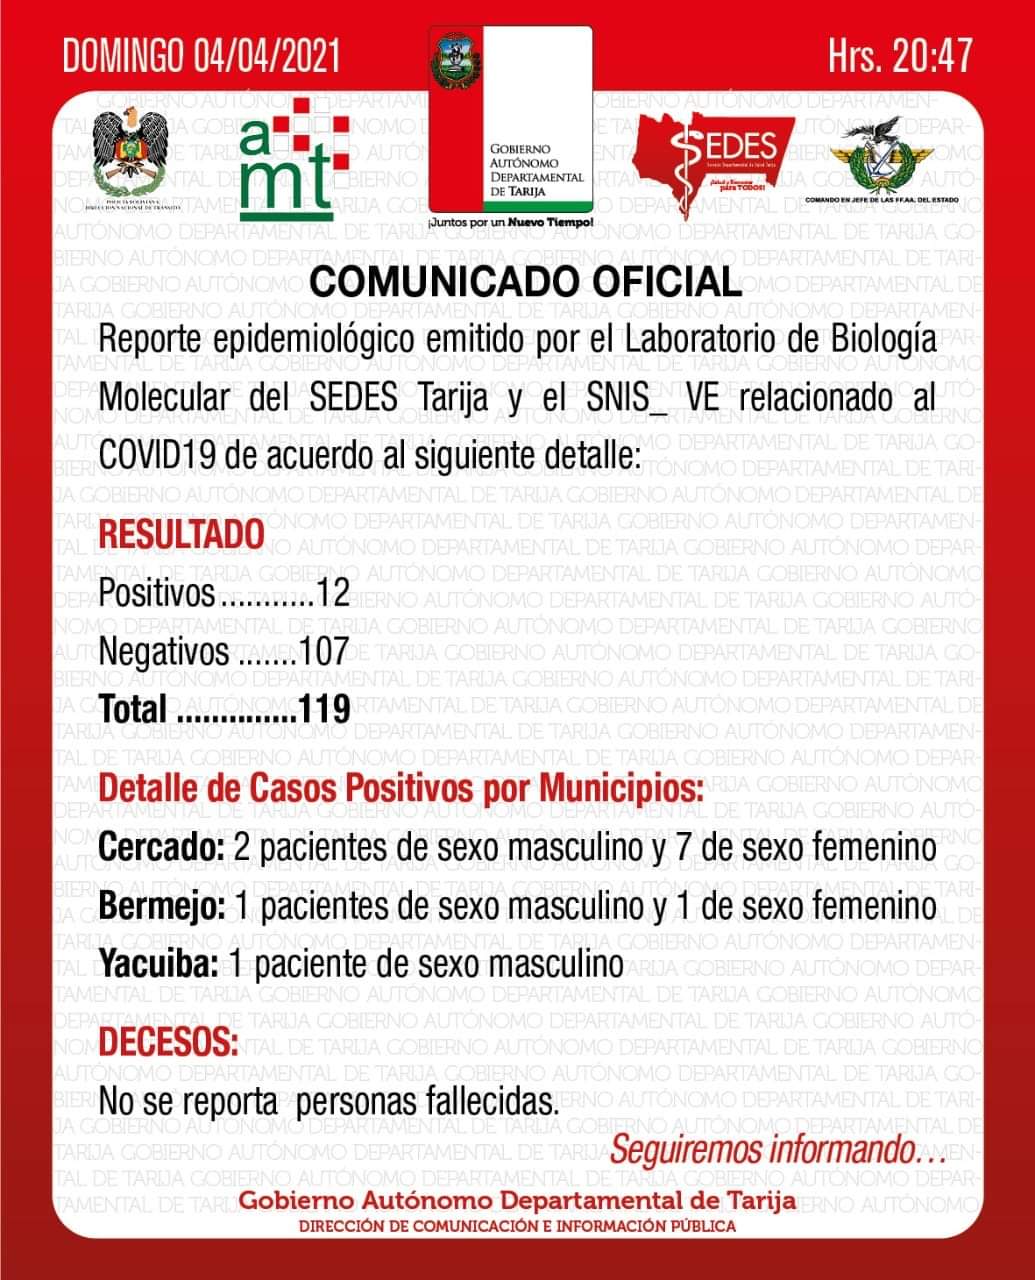 DOMINGO 04/04/2021
Hrs. 20:47
POLICÍA BOLIVIANA
DIRECCIÓN NACIONAL DE TRÁNSITO
amt
GOBIERNO
AUTÓNOMO
DEPARTAMENTAL
DE TARIJA
¡Juntos por un Nuevo Tiempo!
SEDES
Servicio Departamental de Salud Tarija
¡Salud y Bienestar
para TODOS!
COMANDO EN JEFE DE LAS FF.AA. DEL ESTADO
COMUNICADO OFICIAL
Reporte epidemiológico emitido por el Laboratorio de Biología
Molecular del SEDES Tarija y el SNIS_ VE relacionado al
COVID19 de acuerdo al siguiente detalle:
RESULTADO
Positivos...........12
Negativos .......107
Total ..............119
Detalle de Casos Positivos por Municipios:
Cercado: 2 pacientes de sexo masculino y 7 de sexo femenino
Bermejo: 1 pacientes de sexo masculino y 1 de sexo femenino
Yacuiba: 1 paciente de sexo masculino
DECESOS:
No se reporta personas fallecidas.
Seguiremos informando...
Gobierno Autónomo Departamental de Tarija
DIRECCIÓN DE COMUNICACIÓN E INFORMACIÓN PÚBLICA